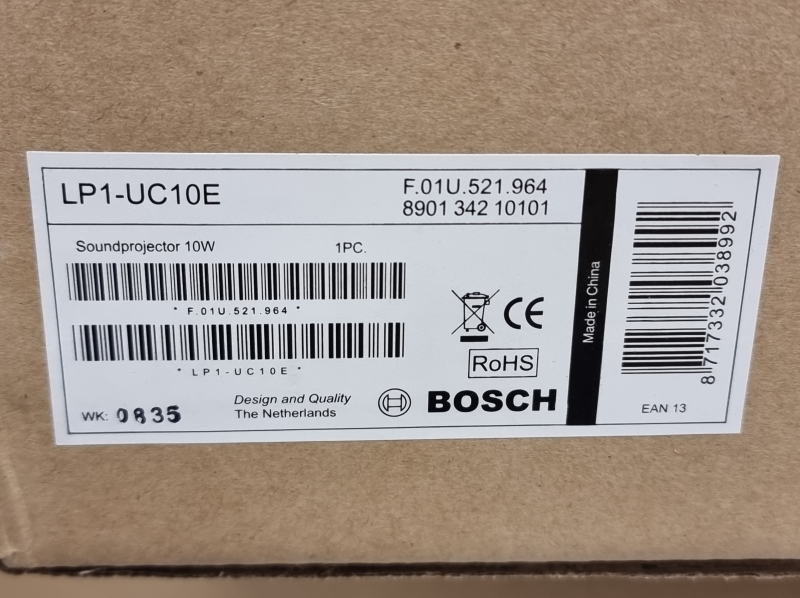 LP1-UC10E
F.01U.521.964
8901 342 10101
Soundprojector 10W 1PC.
* F.01U.521.964 *
* LP1-UC10E *
WK: 0835
Design and Quality
The Netherlands
RoHS
CE
BOSCH
Made in China
8 717332 038992
EAN 13